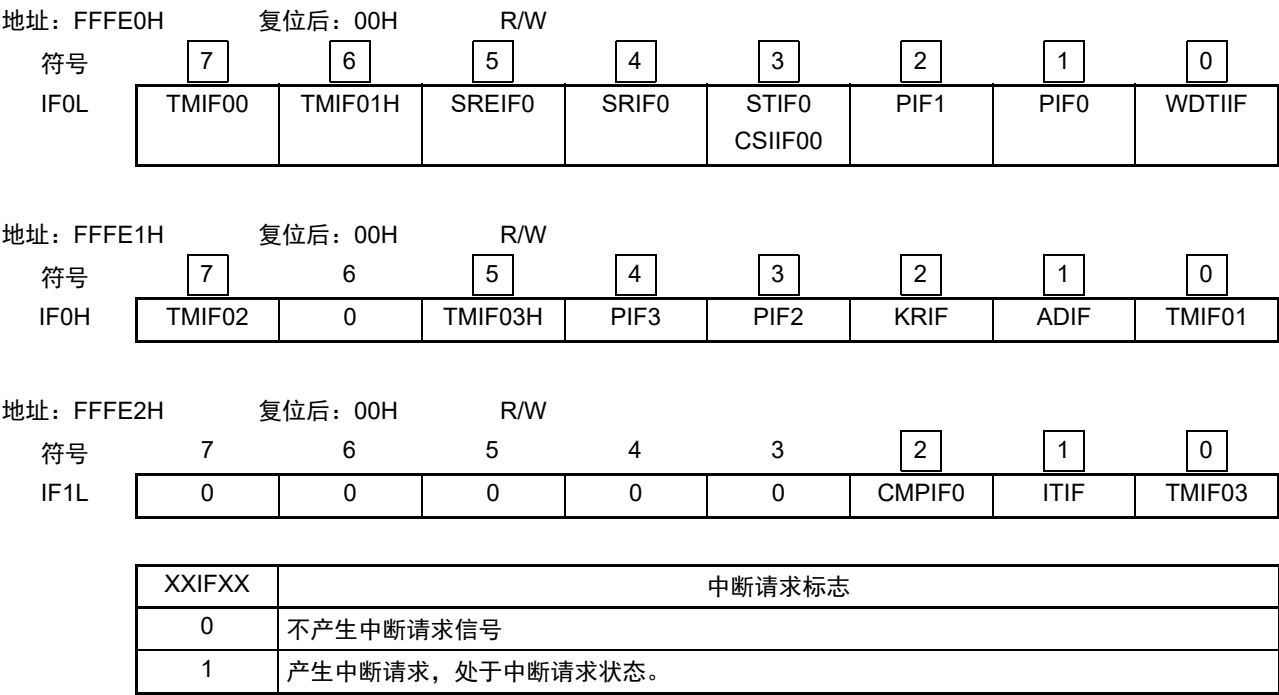 地址：FFFE0H 复位后：00H R/W
符号 7 6 5 4 3 2 1 0
IF0L TMIF00 TMIF01H SREIF0 SRIF0 STIF0 PIF1 PIF0 WDTIIF
CSIIF00
地址：FFFE1H 复位后：00H R/W
符号 7 6 5 4 3 2 1 0
IF0H TMIF02 0 TMIF03H PIF3 PIF2 KRIF ADIF TMIF01
地址：FFFE2H 复位后：00H R/W
符号 7 6 5 4 3 2 1 0
IF1L 0 0 0 0 0 CMPIF0 ITIF TMIF03
XXIFXX 中断请求标志
0 不产生中断请求信号
1 产生中断请求，处于中断请求状态。